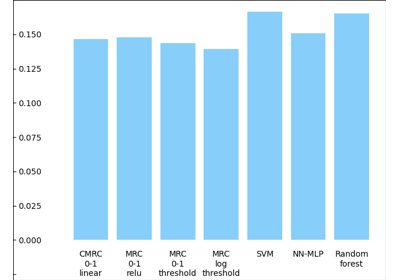 0.150
0.125
0.100
0.075
0.050
0.025
0.000
CMRC
0-1
linear
MRC
0-1
relu
MRC
0-1
threshold
MRC
log
threshold
SVM
NN-MLP
Random
forest